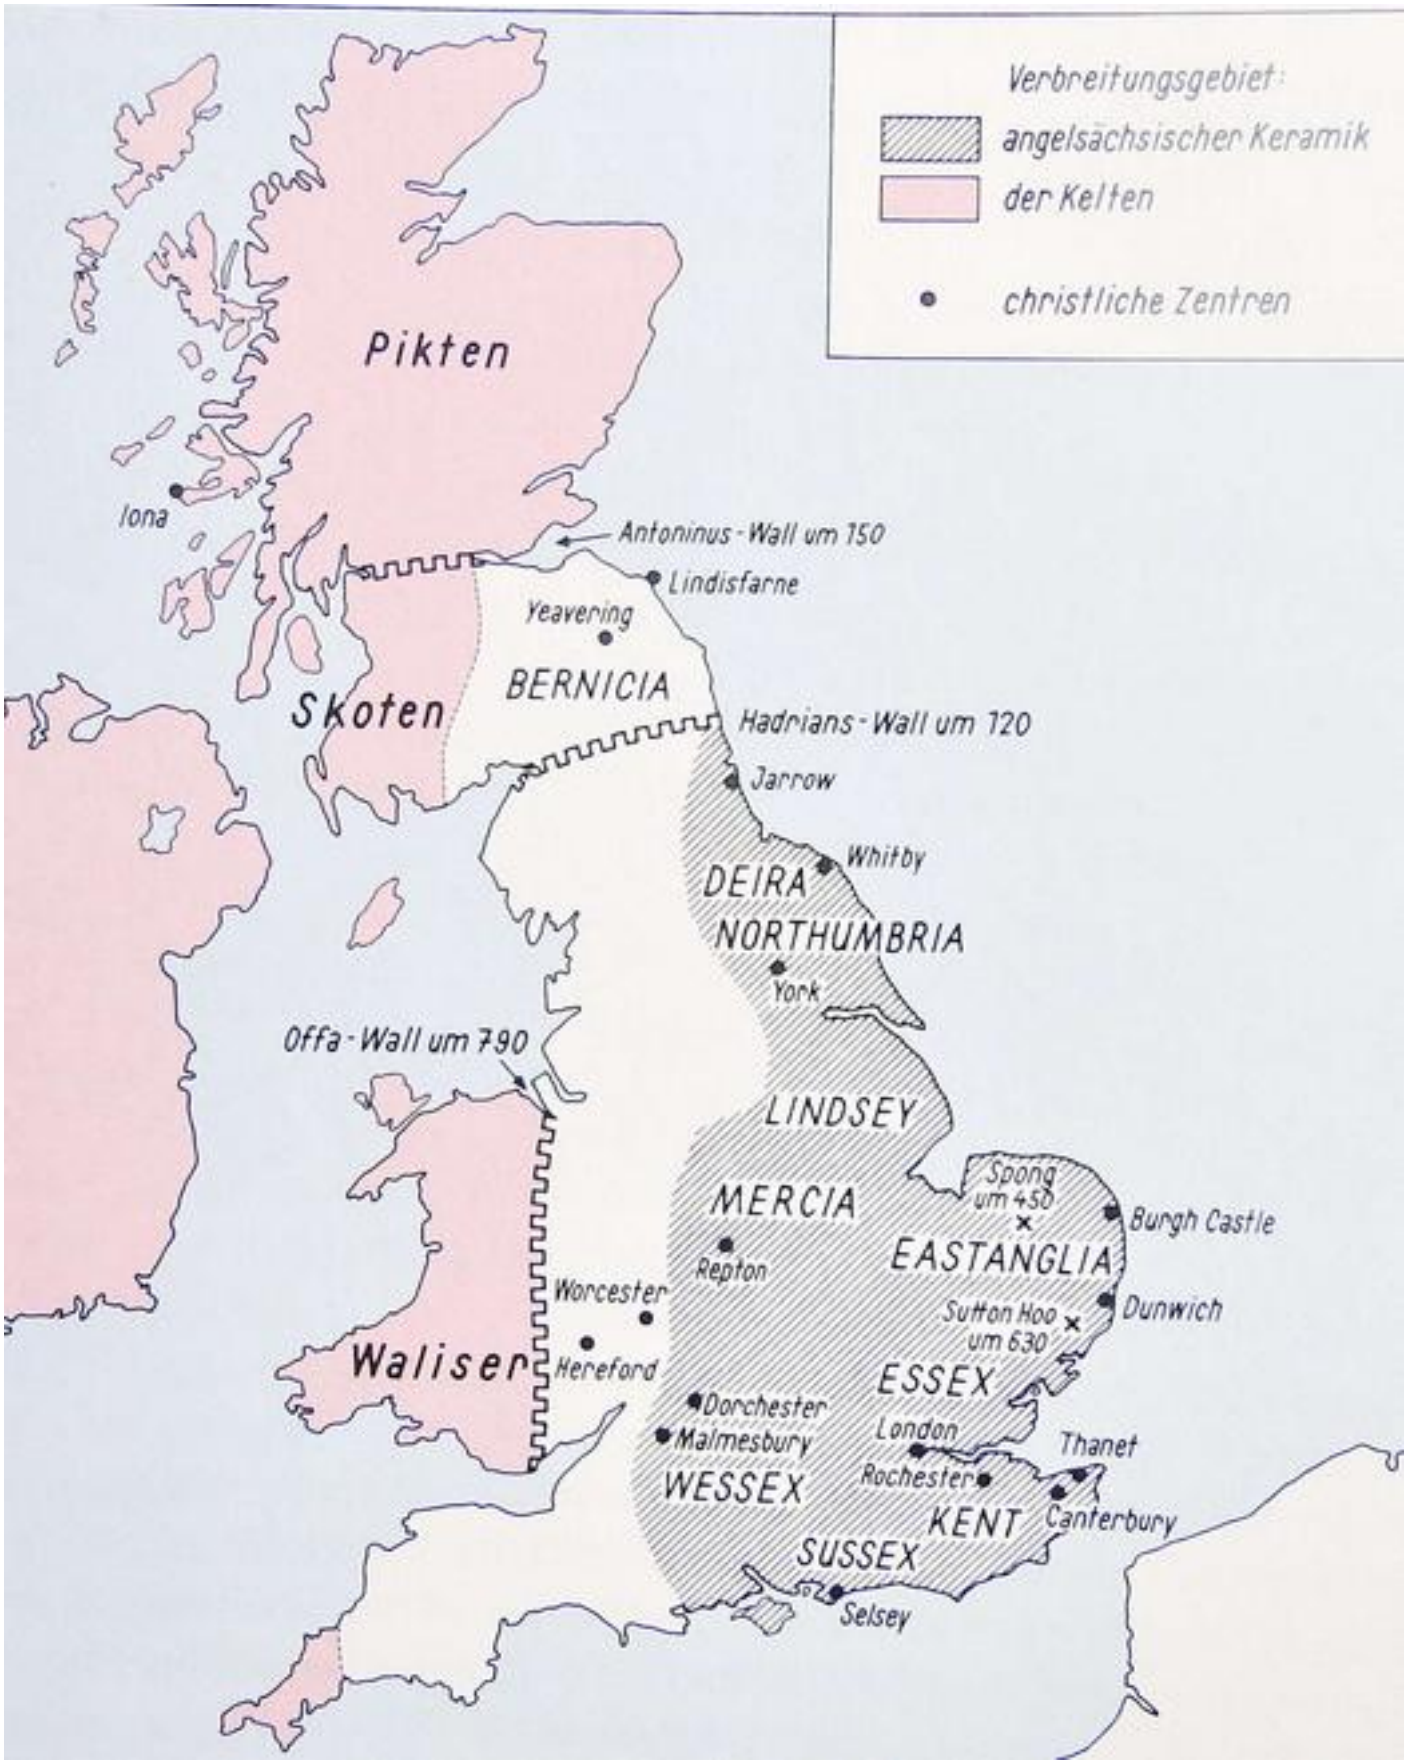 Verbreitungsgebiet:
angelsächsischer Keramik
der Kelten
christliche Zentren
Pikten
Iona
Antoninus-Wall um 150
Lindisfarne
Yeavering
BERNICIA
Skoten
Hadrians-Wall um 120
Jarrow
Whitby
DEIRA
NORTHUMBRIA
York
Offa-Wall um 790
LINDSEY
Spong
um 450
MERCIA
Burgh Castle
EASTANGLIA
Repton
Worcester
Dunwich
Sutton Hoo
um 630
Waliser
Hereford
ESSEX
Dorchester
London
Malmesbury
Thanet
Rochester
WESSEX
KENT
Canterbury
SUSSEX
Selsey